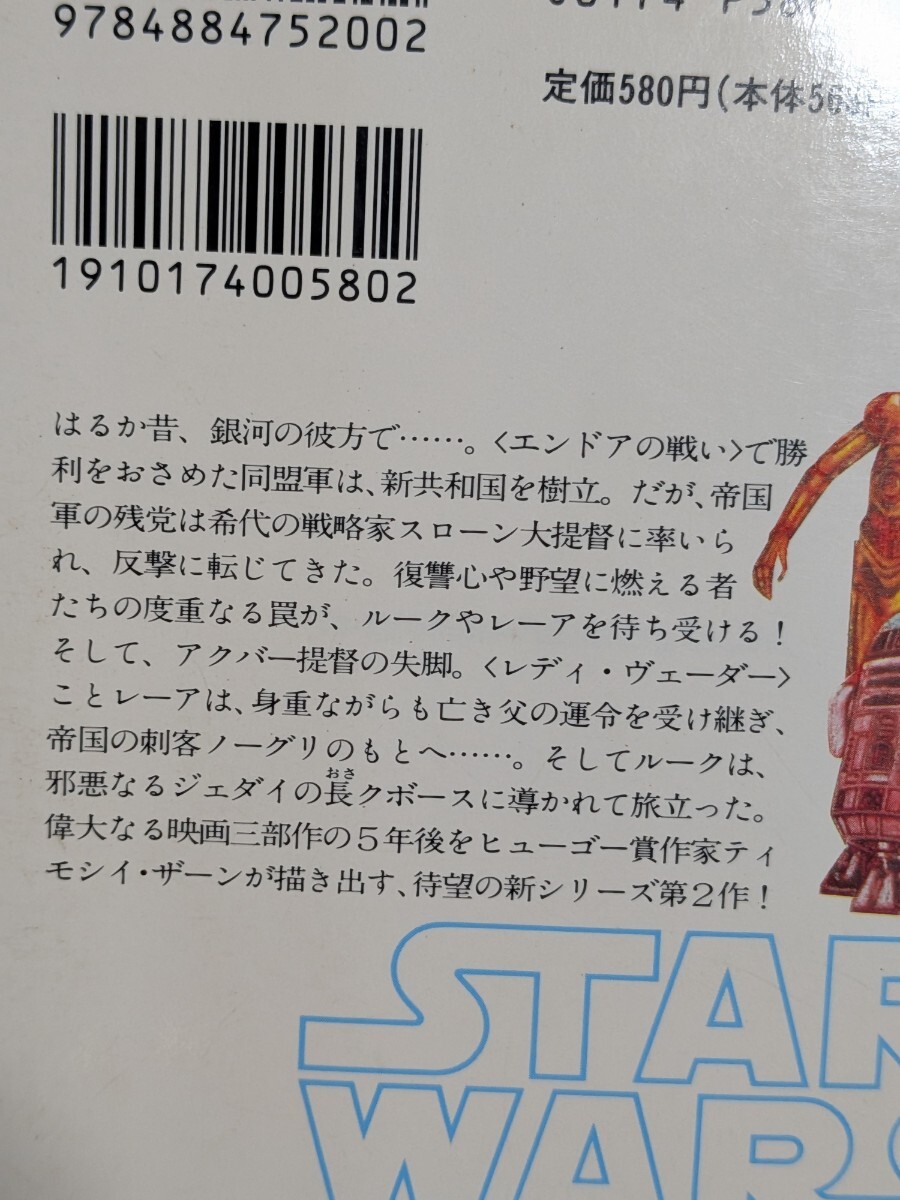 9784884752002
定価580円(本体56
1910174005802
はるか昔、銀河の彼方で……。〈エンドアの戦い〉で勝
利をおさめた同盟軍は、新共和国を樹立。だが、帝国
軍の残党は希代の戦略家スローン大提督に率いら
れ、反撃に転じてきた。復讐心や野望に燃える者
たちの度重なる罠が、ルークやレーアを待ち受ける!
そして、アクバー提督の失脚。〈レディ・ヴェーダー〉
ことレーアは、身重ながらも亡き父の運命を受け継ぎ、
帝国の刺客ノーグリのもとへ……。そしてルークは、
邪悪なるジェダイの長おさクボースに導かれて旅立った。
偉大なる映画三部作の5年後をヒューゴー賞作家ティ
モシイ・ザーンが描き出す、待望の新シリーズ第2作!
STAR
WARS